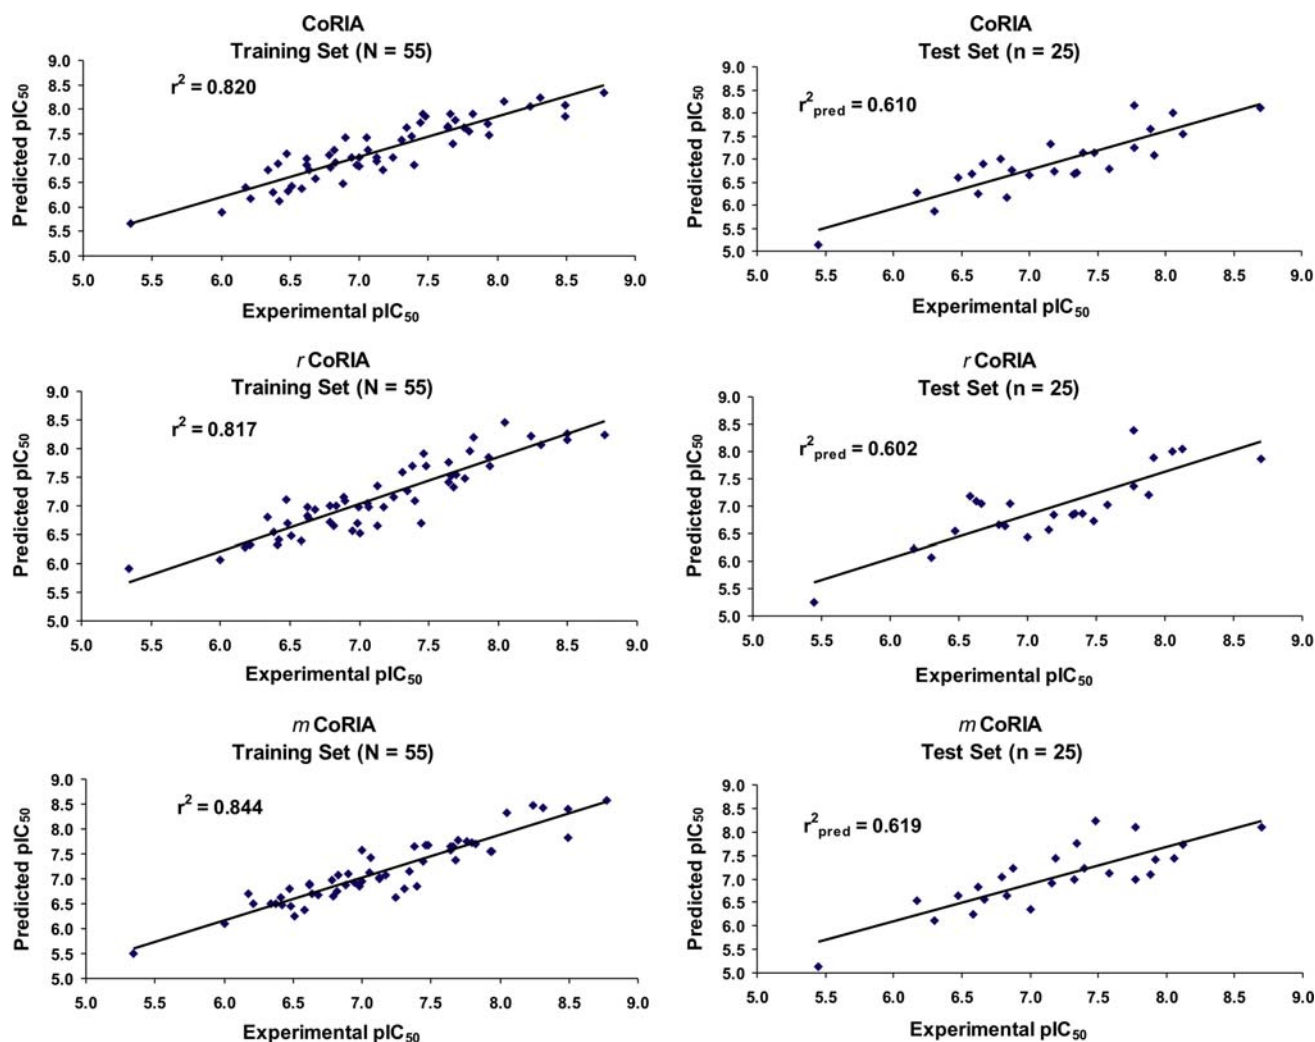 CoRIA
Training Set (N = 55)
r² = 0.820
Predicted pIC₅₀
9.0
8.5
8.0
7.5
7.0
6.5
6.0
5.5
5.0
5.0 5.5 6.0 6.5 7.0 7.5 8.0 8.5 9.0
Experimental pIC₅₀
CoRIA
Test Set (n = 25)
r²pred = 0.610
Predicted pIC₅₀
9.0
8.5
8.0
7.5
7.0
6.5
6.0
5.5
5.0
5.0 5.5 6.0 6.5 7.0 7.5 8.0 8.5 9.0
Experimental pIC₅₀
r CoRIA
Training Set (N = 55)
r² = 0.817
Predicted pIC₅₀
9.0
8.5
8.0
7.5
7.0
6.5
6.0
5.5
5.0
5.0 5.5 6.0 6.5 7.0 7.5 8.0 8.5 9.0
Experimental pIC₅₀
r CoRIA
Test Set (n = 25)
r²pred = 0.602
Predicted pIC₅₀
9.0
8.5
8.0
7.5
7.0
6.5
6.0
5.5
5.0
5.0 5.5 6.0 6.5 7.0 7.5 8.0 8.5 9.0
Experimental pIC₅₀
m CoRIA
Training Set (N = 55)
r² = 0.844
Predicted pIC₅₀
9.0
8.5
8.0
7.5
7.0
6.5
6.0
5.5
5.0
5.0 5.5 6.0 6.5 7.0 7.5 8.0 8.5 9.0
Experimental pIC₅₀
m CoRIA
Test Set (n = 25)
r²pred = 0.619
Predicted pIC₅₀
9.0
8.5
8.0
7.5
7.0
6.5
6.0
5.5
5.0
5.0 5.5 6.0 6.5 7.0 7.5 8.0 8.5 9.0
Experimental pIC₅₀